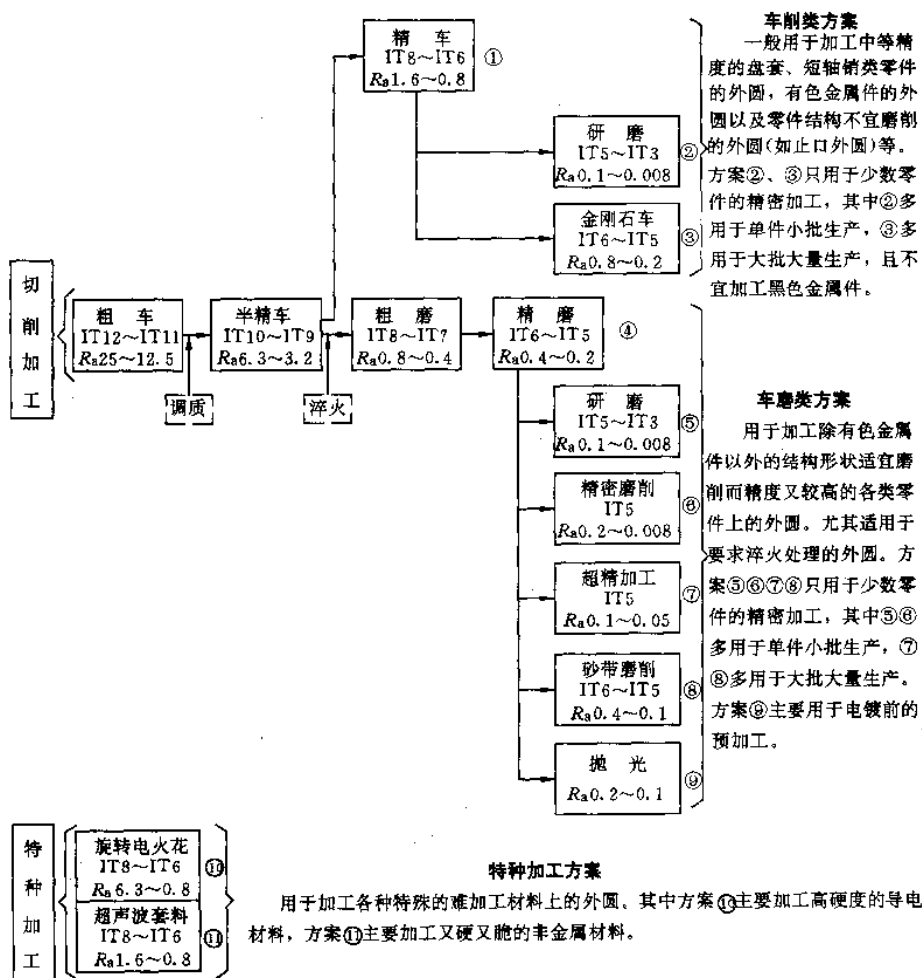 精 车
IT8～IT6
Ra1.6～0.8
①
研 磨
IT5～IT3
Ra0.1～0.008
②
金刚石车
IT6～IT5
Ra0.8～0.2
③
车削类方案
一般用于加工中等精
度的盘套、短轴销类零件
的外圆，有色金属件的外
圆以及零件结构不宜磨削
的外圆(如止口外圆)等。
方案②、③只用于少数零
件的精密加工，其中②多
用于单件小批生产，③多
用于大批大量生产，且不
宜加工黑色金属件。
切削加工
粗 车
IT12～IT11
Ra25～12.5
调质
半精车
IT10～IT9
Ra6.3～3.2
淬火
粗 磨
IT8～IT7
Ra0.8～0.4
精 磨
IT6～IT5
Ra0.4～0.2
④
研 磨
IT5～IT3
Ra0.1～0.008
⑤
精密磨削
IT5
Ra0.2～0.008
⑥
超精加工
IT5
Ra0.1～0.05
⑦
砂带磨削
IT6～IT5
Ra0.4～0.1
⑧
抛 光
Ra0.2～0.1
⑨
车磨类方案
用于加工除有色金属
件以外的结构形状适宜磨
削而精度又较高的各类零
件上的外圆。尤其适用于
要求淬火处理的外圆。方
案⑤⑥⑦⑧只用于少数零
件的精密加工，其中⑤⑥
多用于单件小批生产，⑦
⑧多用于大批大量生产。
方案⑨主要用于电镀前的
预加工。
特种加工
旋转电火花
IT8～IT6
Ra6.3～0.8
⑩
超声波套料
IT8～IT6
Ra1.6～0.8
⑪
特种加工方案
用于加工各种特殊的难加工材料上的外圆。其中方案⑩主要加工高硬度的导电
材料，方案⑪主要加工又硬又脆的非金属材料。